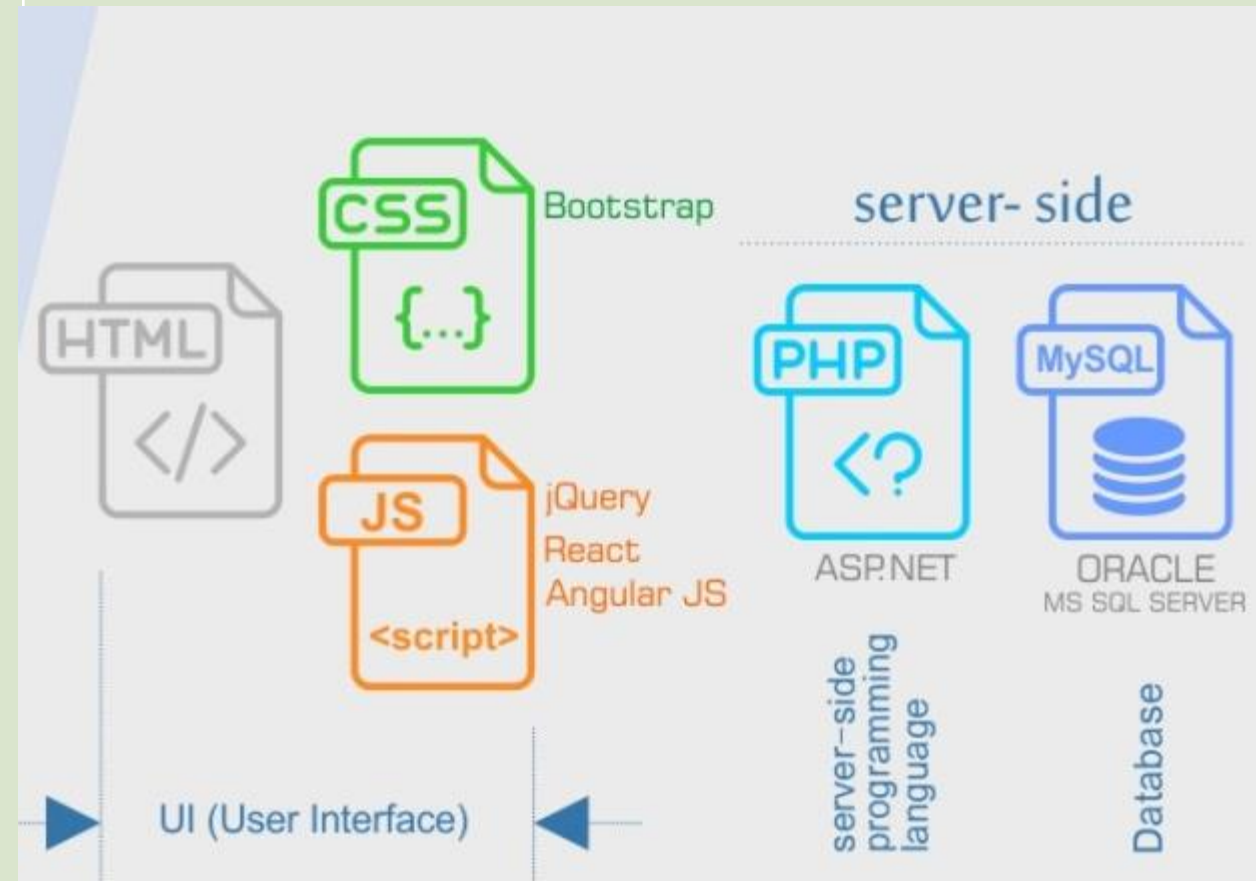 HTML
</>
CSS
{...}
Bootstrap
JS
<script>
jQuery
React
Angular JS
UI (User Interface)
server- side
PHP
<?
ASP.NET
server-side
programming
language
MySQL
ORACLE
MS SQL SERVER
Database